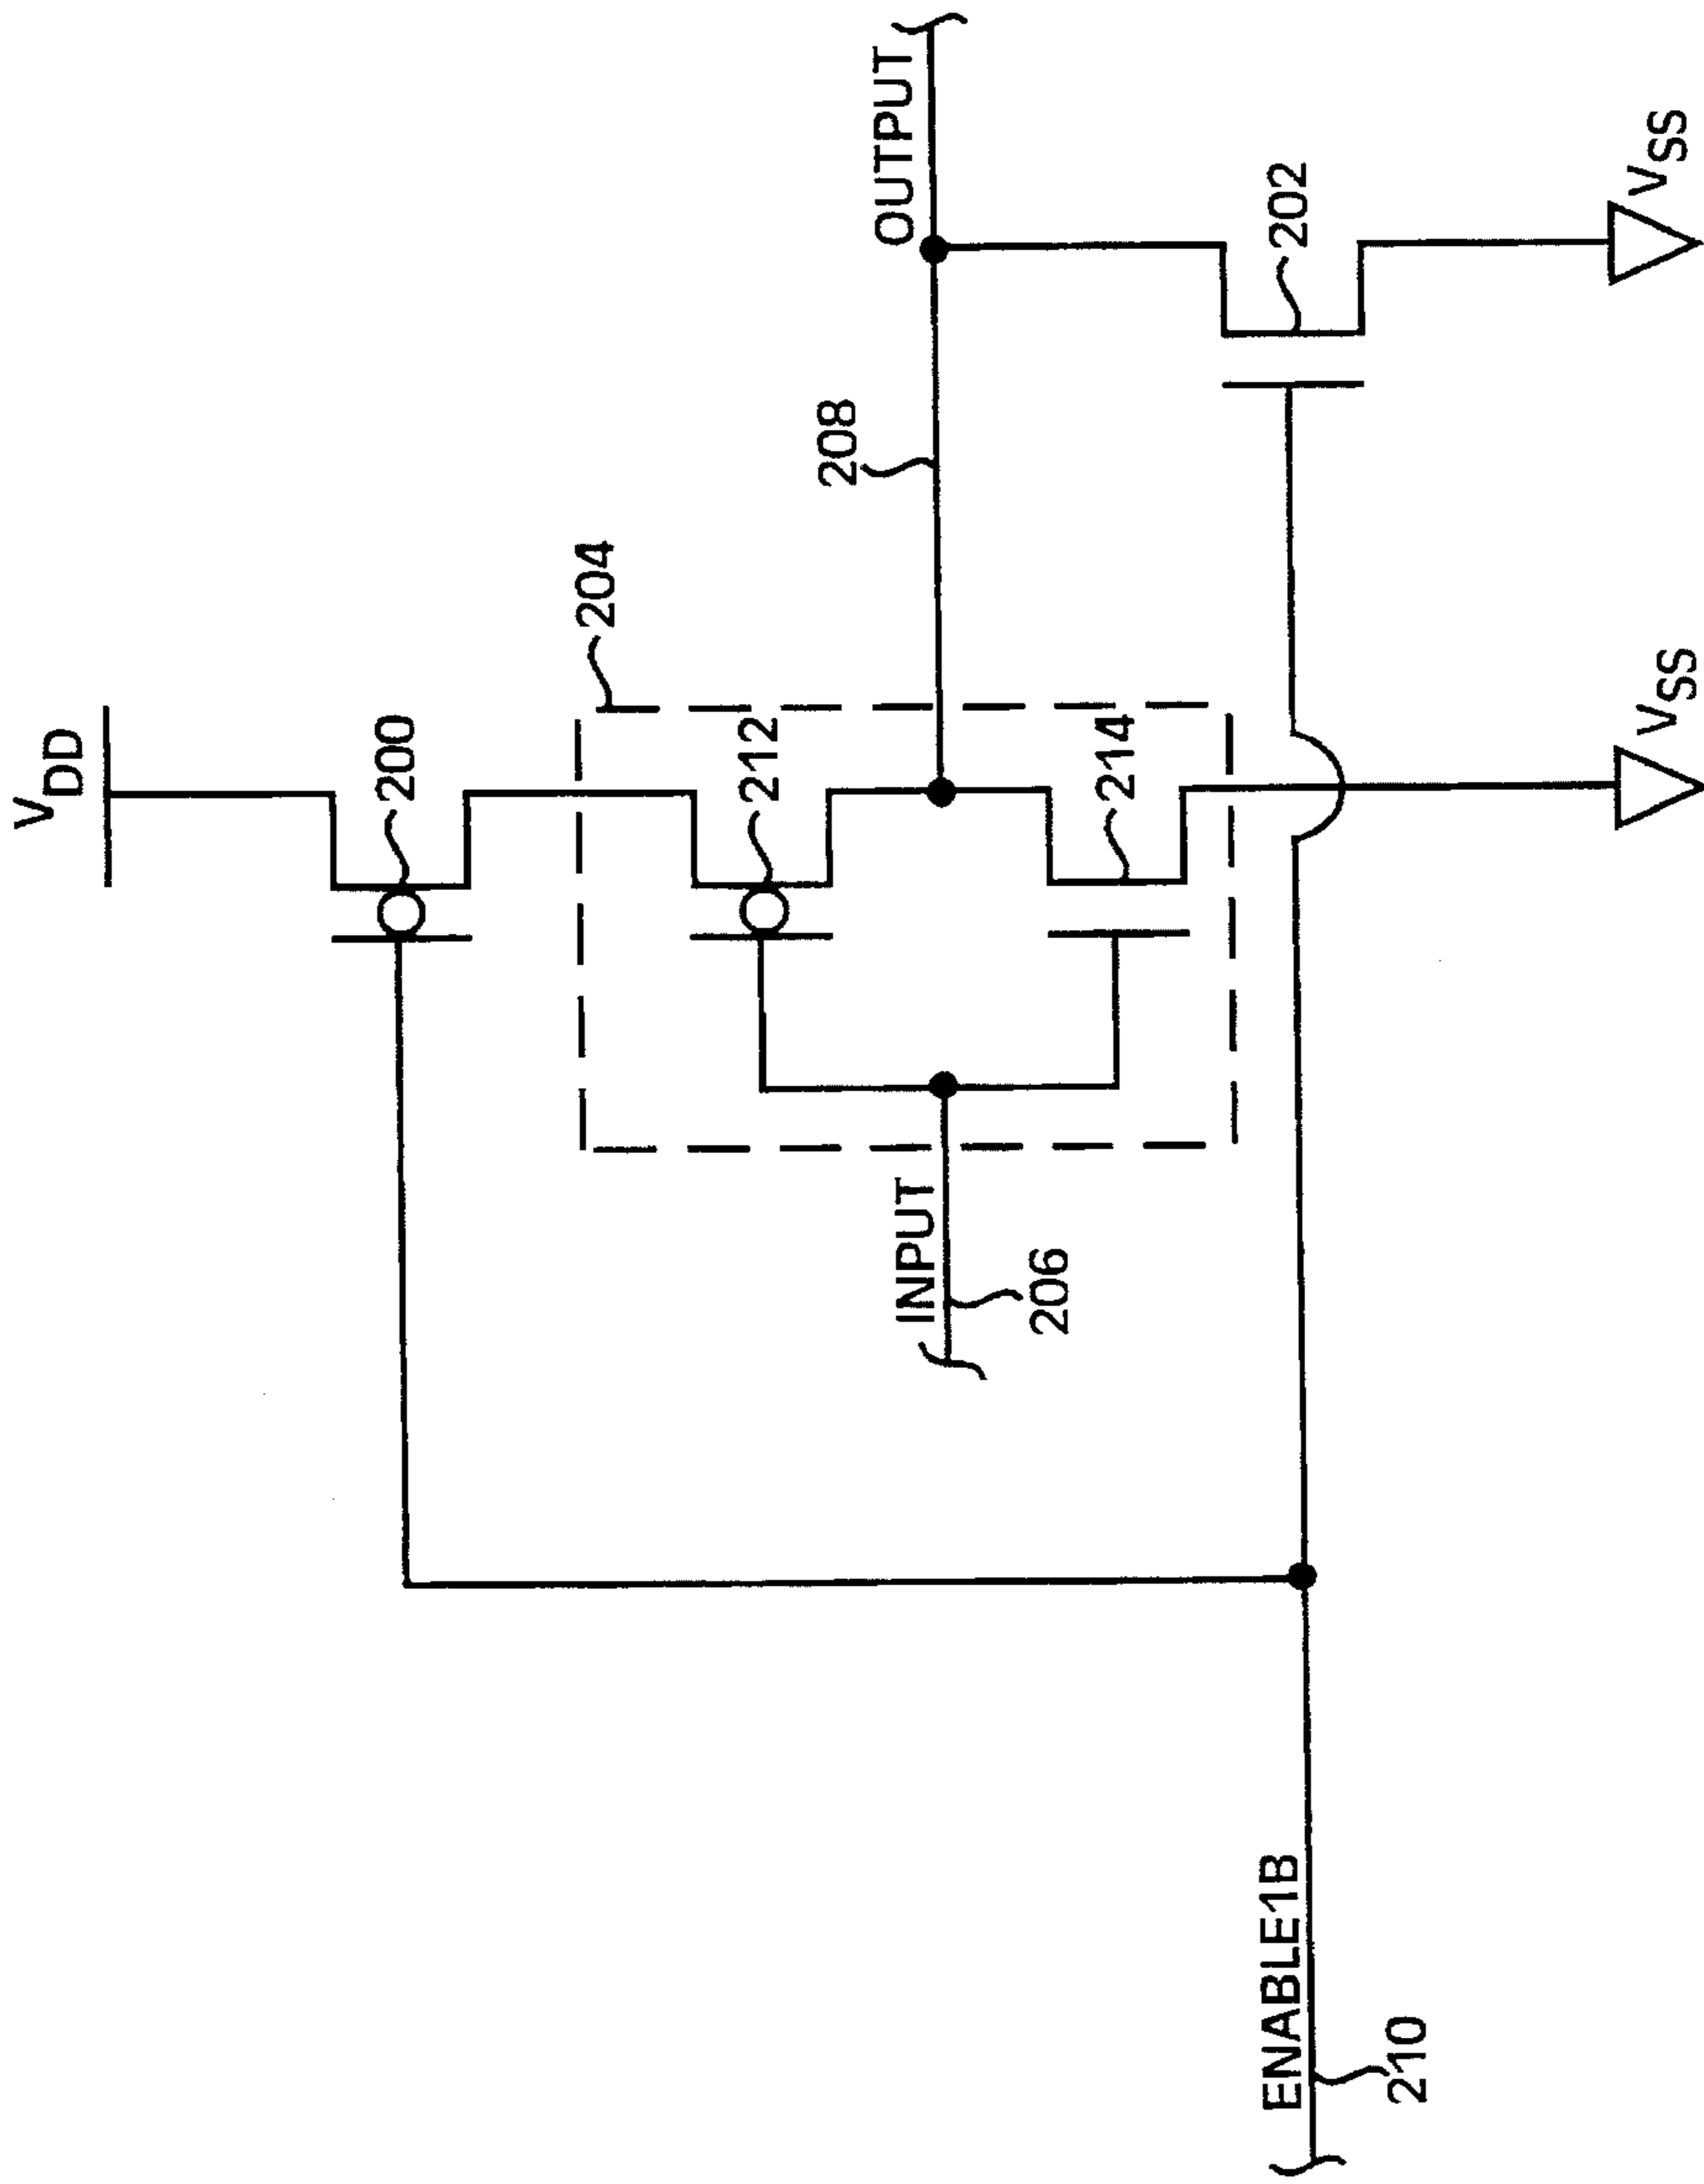 VDD
200
204
212
208
OUTPUT
INPUT
206
214
202
ENABLE1B
210
VSS
VSS